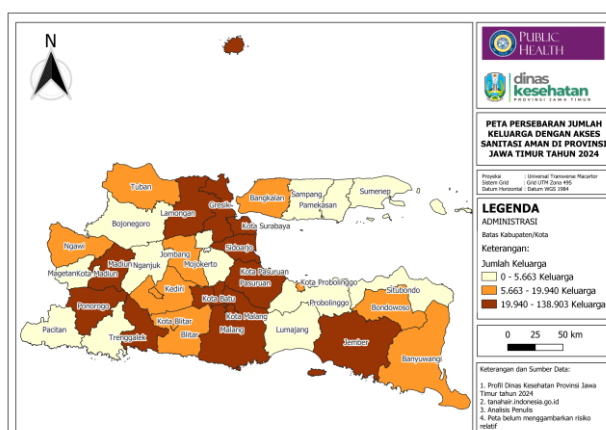 N
PUBLIC
HEALTH
dinas
kesehatan
PROVINSI JAWA TIMUR
PETA PERSEBARAN JUMLAH
KELUARGA DENGAN AKSES
SANITASI AMAN DI PROVINSI
JAWA TIMUR TAHUN 2024
Proyeksi : Universal Transverse Macartor
Sistem Grid : Grid UTM Zona 49S
Datum Horizontal : Datum WGS 1984
LEGENDA
ADMINISTRASI
Batas Kabupaten/Kota
Keterangan:
Jumlah Keluarga
0 - 5.663 Keluarga
5.663 - 19.940 Keluarga
19.940 - 138.903 Keluarga
0 25 50 km
Keterangan dan Sumber Data:
1. Profil Dinas Kesehatan Provinsi Jawa
Timur tahun 2024
2. tanahair.indonesia.go.id
3. Analisis Penulis
4. Peta belum menggambarkan risiko
relatif
Tuban
Lamongan
Gresik
Bangkalan
Sampang
Pamekasan
Sumenep
Bojonegoro
Kota Surabaya
Sidoarjo
Ngawi
Jombang
Mojokerto
Magetan
Kota Madiun
Madiun
Nganjuk
Kota Pasuruan
Pasuruan
Kota Probolinggo
Probolinggo
Situbondo
Bondowoso
Kediri
Kota Batu
Ponorogo
Kota Malang
Malang
Kota Blitar
Blitar
Pacitan
Trenggalek
Lumajang
Jember
Banyuwangi